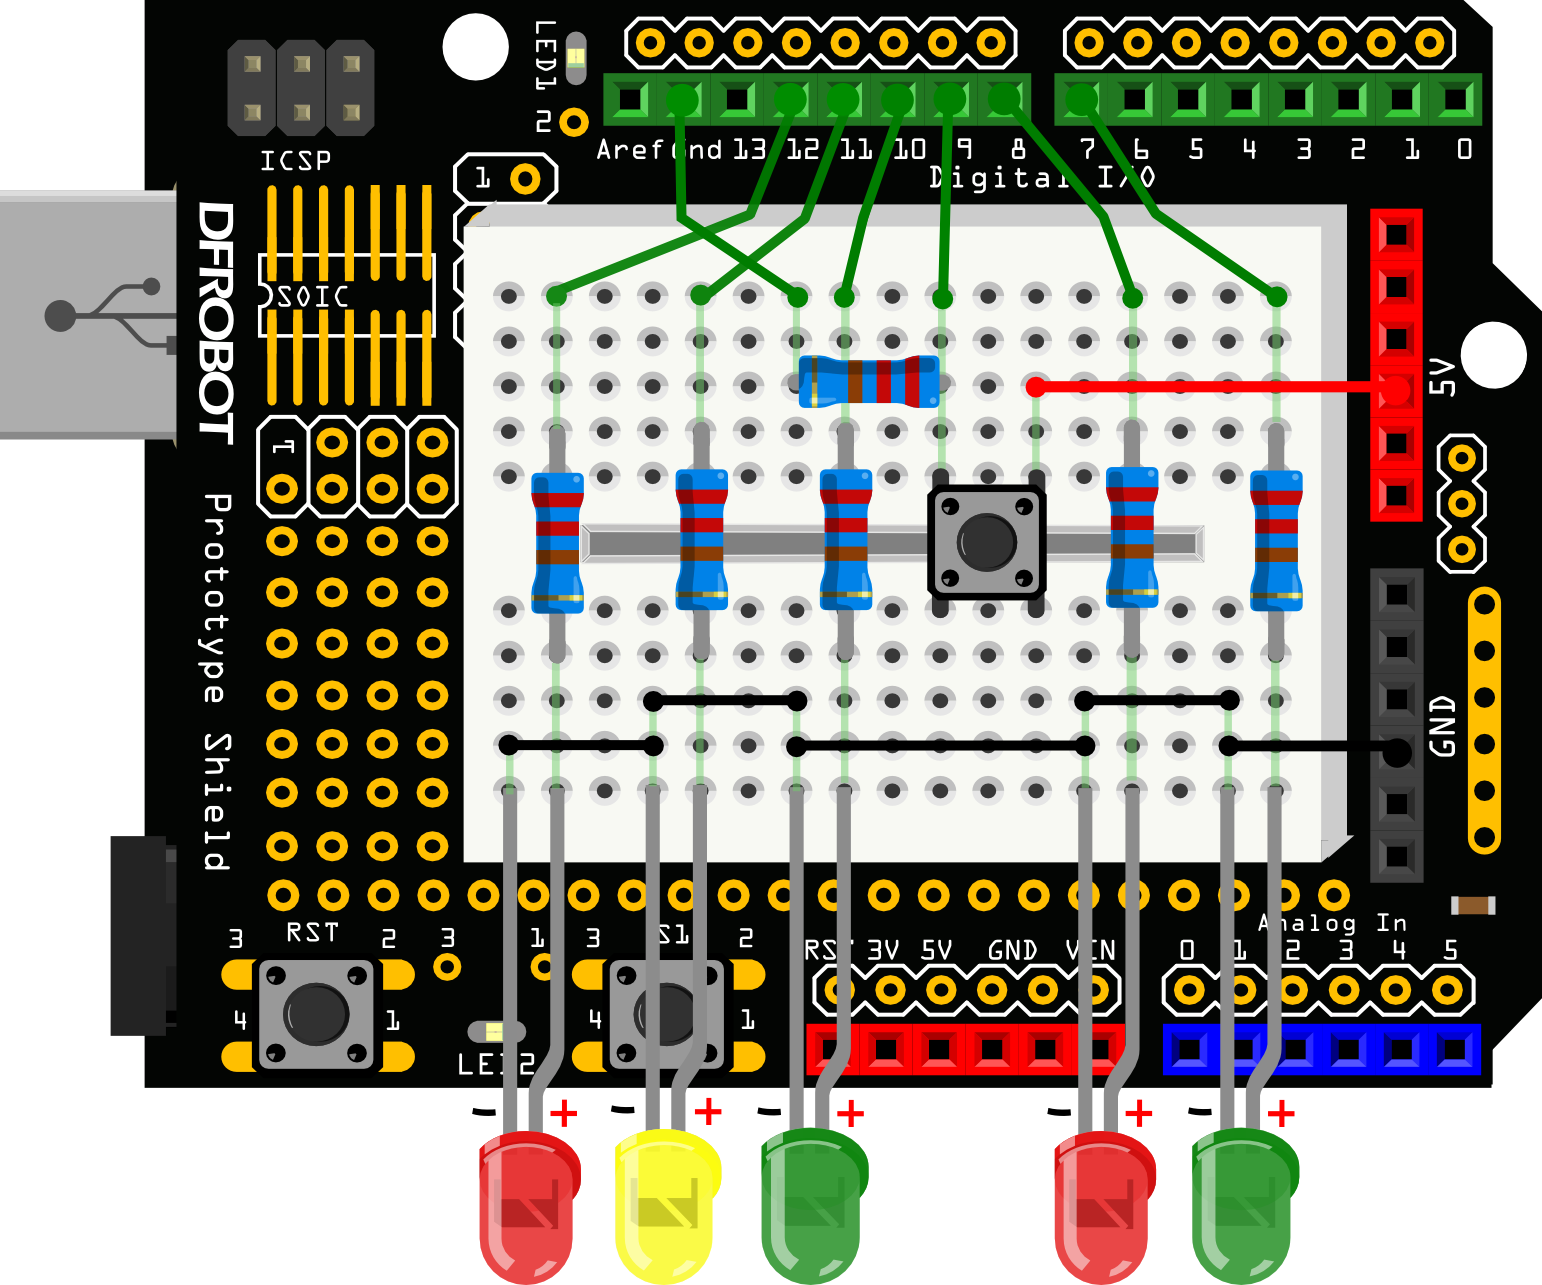 LED1
2
ICSP
1
Aref Gnd 13 12 11 10 9 8 7 6 5 4 3 2 1 0
Digital I/O
DFROBOT
SOIC
5V
1
Prototype Shield
GND
RST
3 2
4 1
3 1
3 S1 2
4 1
LED2
RST 3V 5V GND VIN
Analog In
0 1 2 3 4 5
- + - + - + - + - +